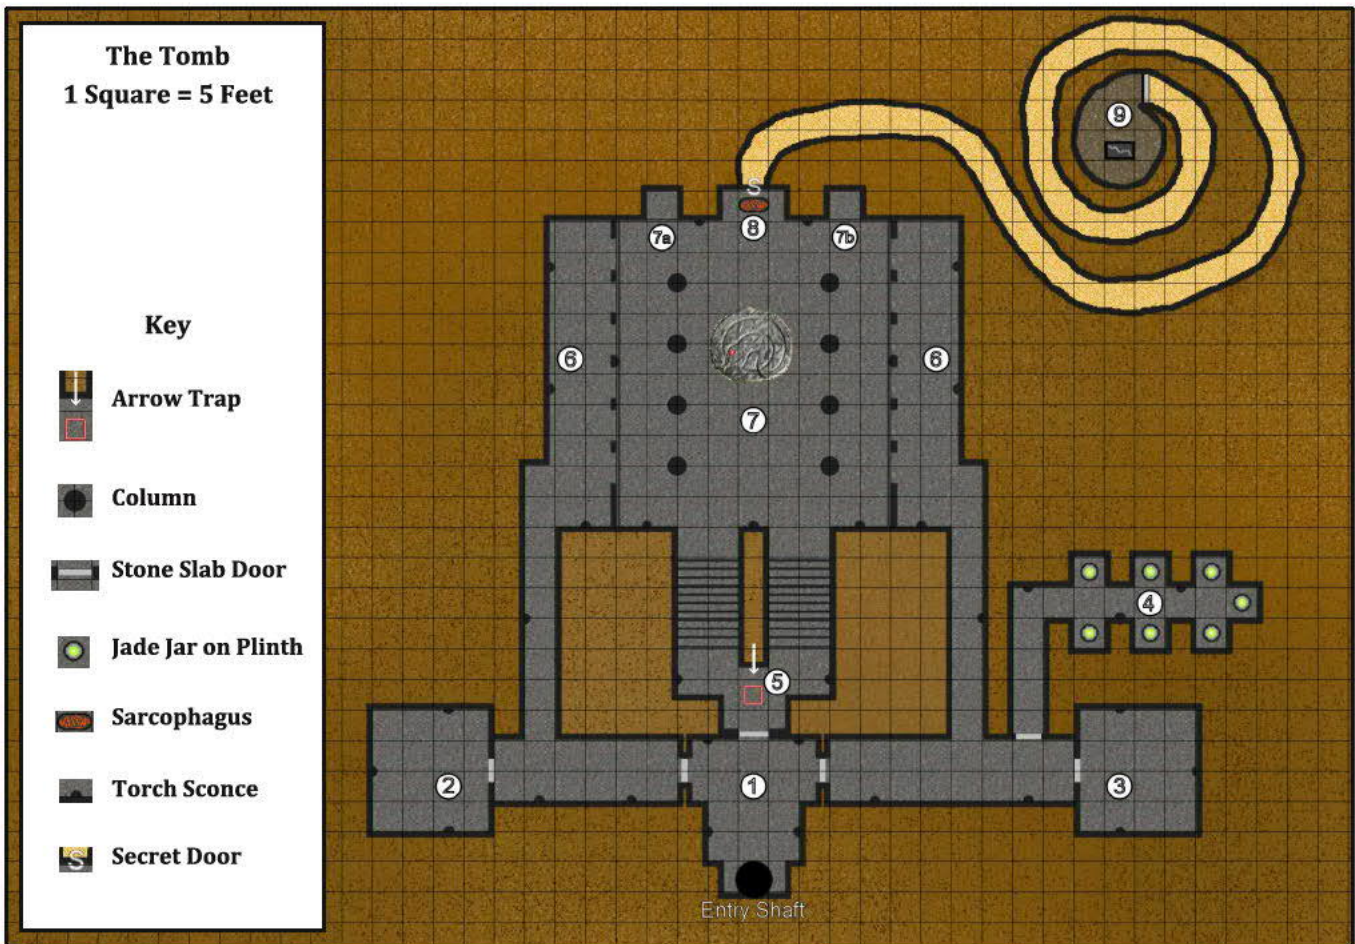 The Tomb
1 Square = 5 Feet
Key
Arrow Trap
Column
Stone Slab Door
Jade Jar on Plinth
Sarcophagus
Torch Sconce
S
Secret Door
9
S
8
7a
7b
6
6
7
4
5
2
1
3
Entry Shaft